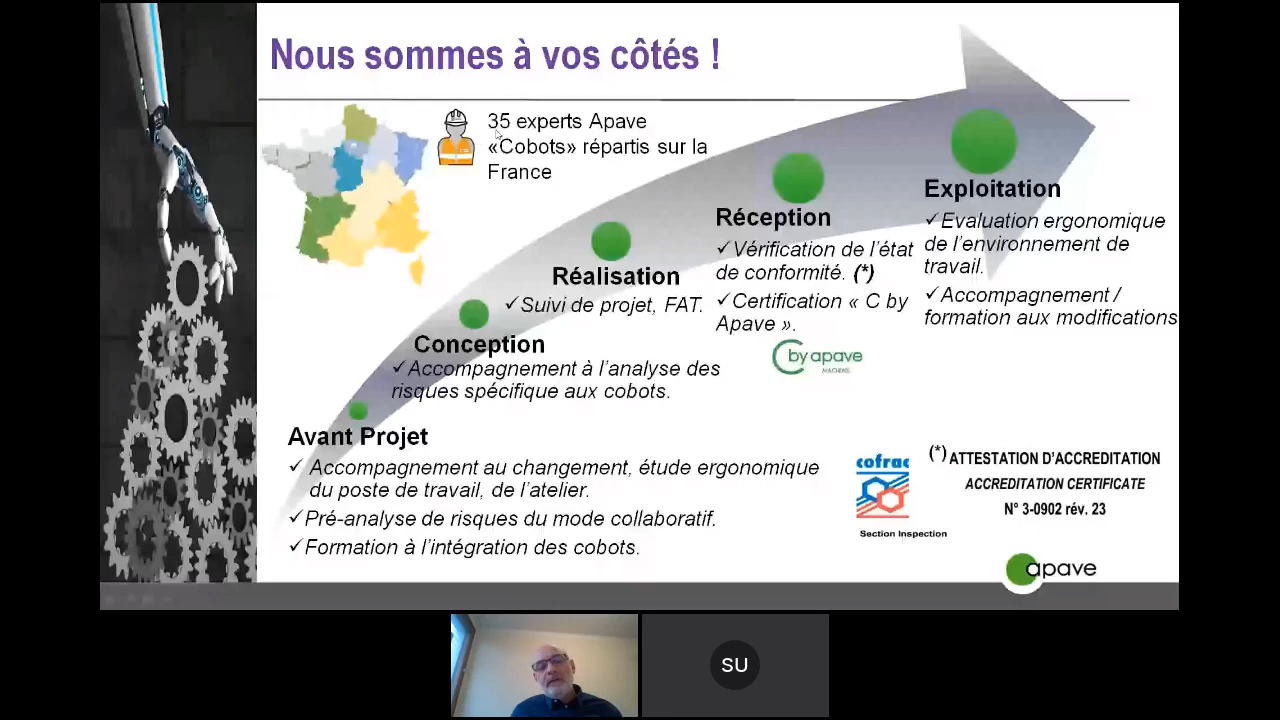 Nous sommes à vos côtés !
35 experts Apave
«Cobots» répartis sur la
France
Exploitation
✓Evaluation ergonomique
de l'environnement de
travail.
✓Accompagnement /
formation aux modifications
Réception
✓Vérification de l'état
de conformité. (*)
✓Certification « C by
Apave ».
C by apave
MACHINES
Réalisation
✓Suivi de projet, FAT.
Conception
✓Accompagnement à l'analyse des
risques spécifique aux cobots.
Avant Projet
✓ Accompagnement au changement, étude ergonomique
du poste de travail, de l'atelier.
✓ Pré-analyse de risques du mode collaboratif.
✓Formation à l'intégration des cobots.
cofrac
Section Inspection
(*) ATTESTATION D'ACCREDITATION
ACCREDITATION CERTIFICATE
N° 3-0902 rév. 23
apave
SU